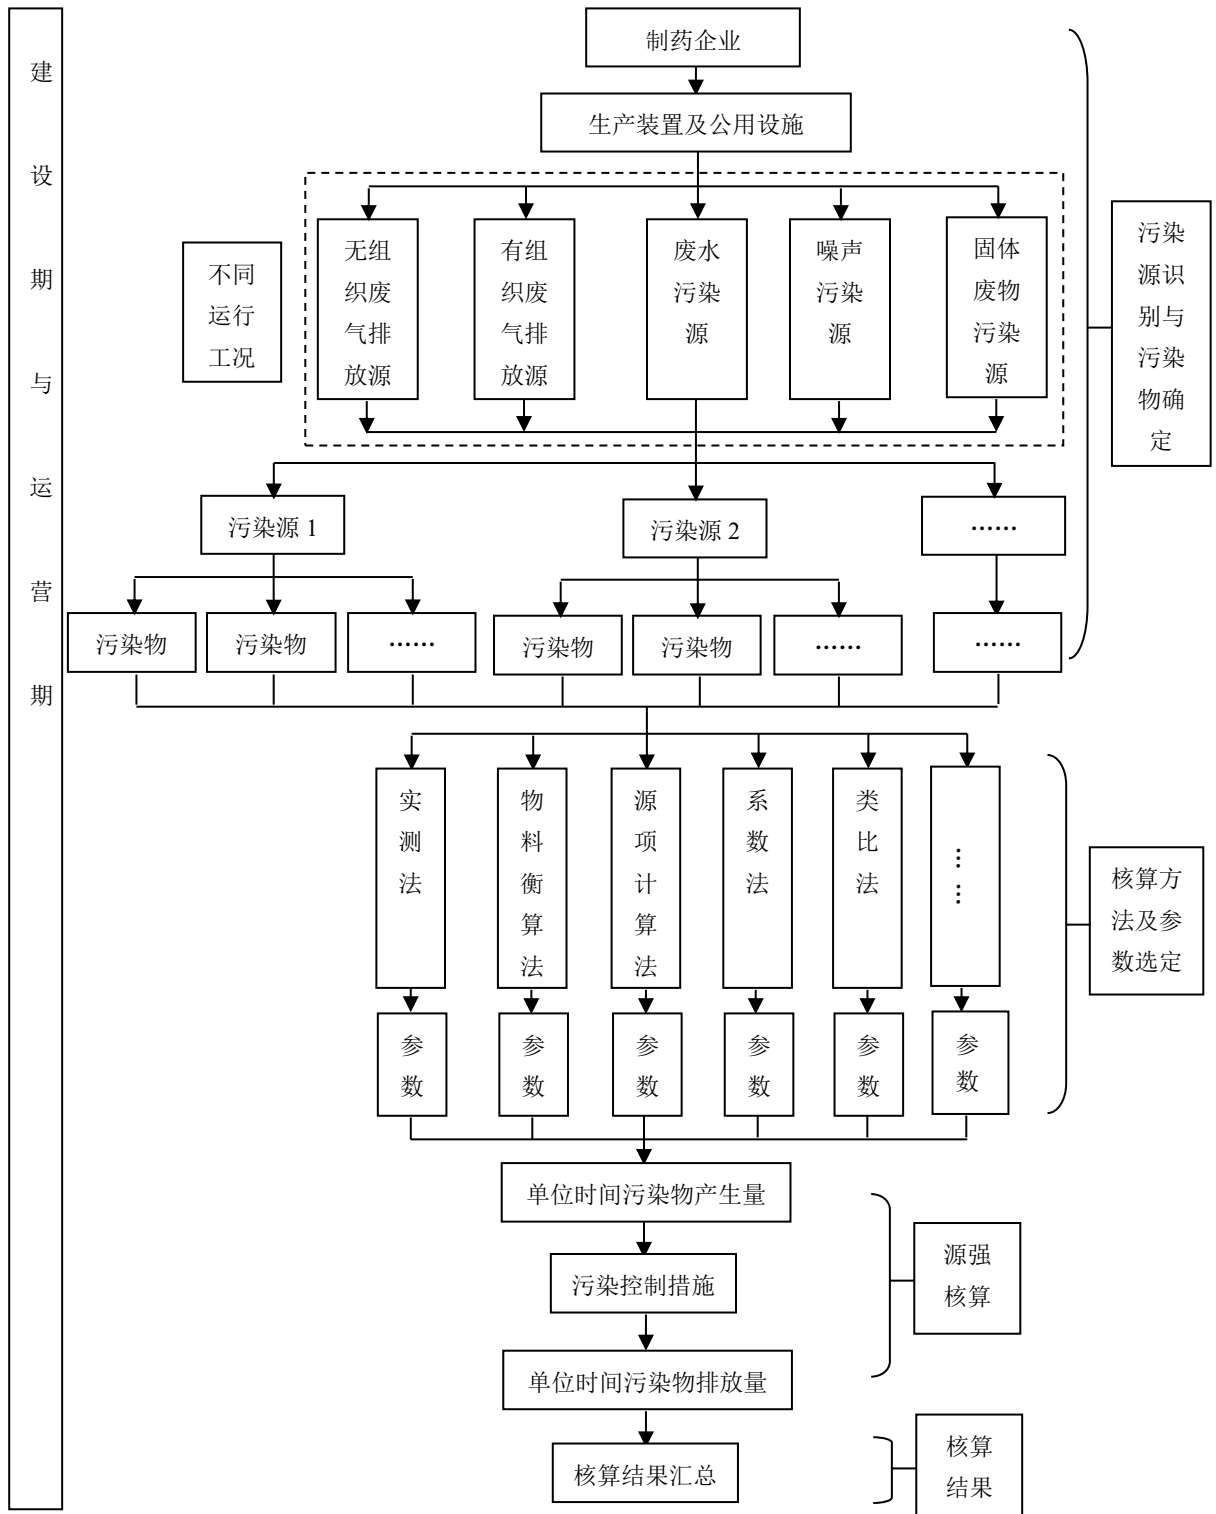 建设期与运营期
制药企业
生产装置及公用设施
不同
运行
工况
无组
织废
气排
放源
有组
织废
气排
放源
废水
污染
源
噪声
污染
源
固体
废物
污染
源
污染
源识
别与
污染
物确
定
污染源 1
污染源 2
……
污染物
污染物
……
污染物
污染物
……
……
实测法
物料衡算法
源项计算法
系数法
类比法
……
核算方
法及参
数选定
参数
参数
参数
参数
参数
参数
单位时间污染物产生量
污染控制措施
单位时间污染物排放量
源强
核算
核算结果汇总
核算
结果